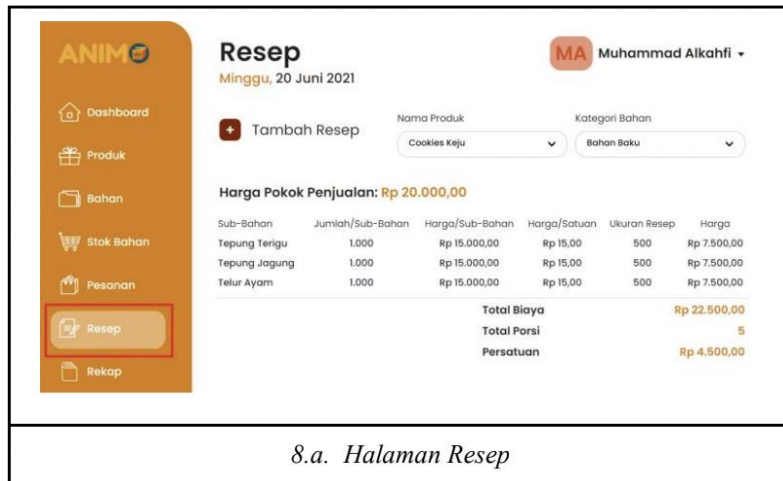 ANIMO
Dashboard
Produk
Bahan
Stok Bahan
Pesanan
Resep
Rekap
Resep
Minggu, 20 Juni 2021
MA Muhammad Alkahfi
+ Tambah Resep
Nama Produk
Cookies Keju
Kategori Bahan
Bahan Baku
Harga Pokok Penjualan: Rp 20.000,00
Sub-Bahan Jumlah/Sub-Bahan Harga/Sub-Bahan Harga/Satuan Ukuran Resep Harga
Tepung Terigu 1.000 Rp 15.000,00 Rp 15,00 500 Rp 7.500,00
Tepung Jagung 1.000 Rp 15.000,00 Rp 15,00 500 Rp 7.500,00
Telur Ayam 1.000 Rp 15.000,00 Rp 15,00 500 Rp 7.500,00
Total Biaya Rp 22.500,00
Total Porsi 5
Persatuan Rp 4.500,00
8.a. Halaman Resep